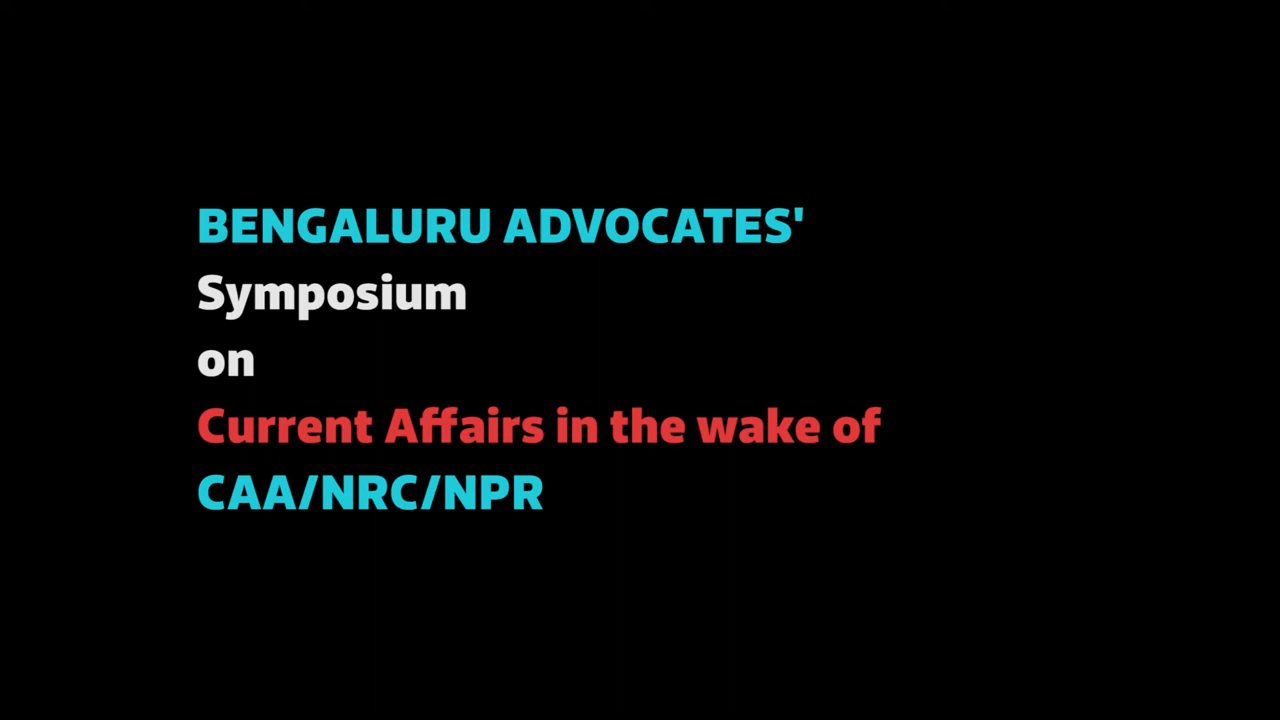 BENGALURU ADVOCATES'
Symposium
on
Current Affairs in the wake of
CAA/NRC/NPR